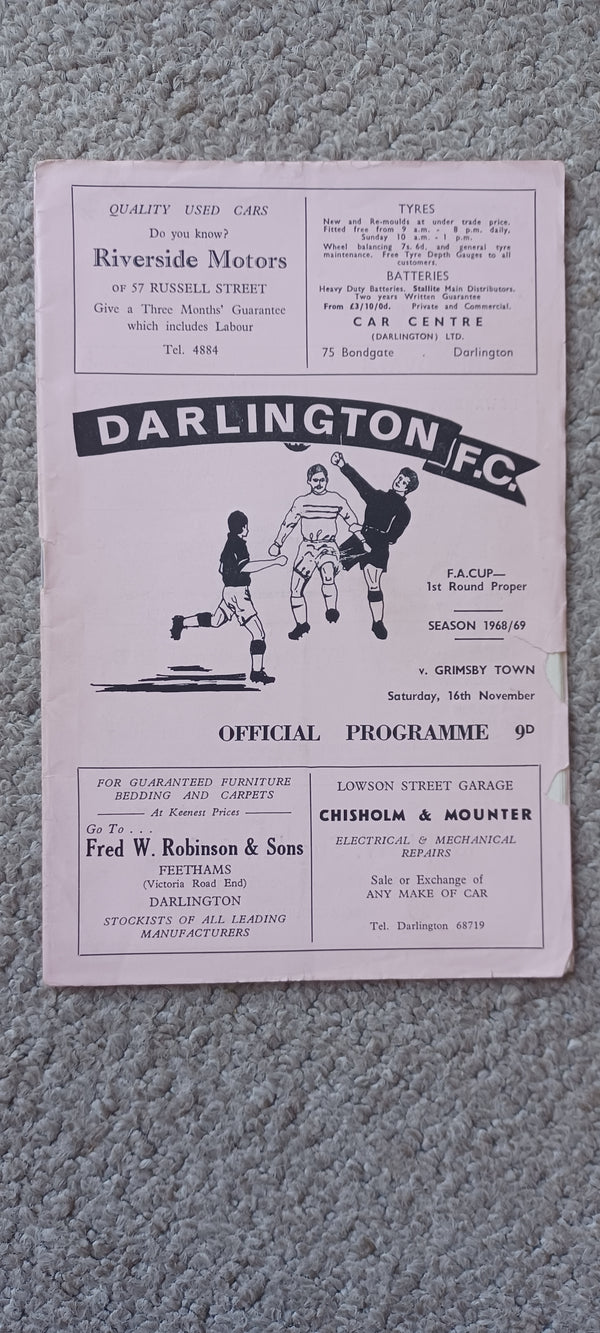 QUALITY USED CARS
Do you know?
Riverside Motors
OF 57 RUSSELL STREET
Give a Three Months' Guarantee
which includes Labour
Tel. 4884
TYRES
New and Re-moulds at under trade price.
Fitted free from 9 a.m. - 8 p.m. daily,
Sunday 10 a.m. - 1 p.m.
Wheel balancing 7s. 6d. and general tyre
maintenance. Free Tyre Depth Gauges to all
customers.
BATTERIES
Heavy Duty Batteries. Stallite Main Distributors.
Two years Written Guarantee
From £3/10/0d. Private and Commercial.
CAR CENTRE
(DARLINGTON) LTD.
75 Bondgate . Darlington
DARLINGTON F.C.
F.A.CUP—
1st Round Proper
SEASON 1968/69
v. GRIMSBY TOWN
Saturday, 16th November
OFFICIAL PROGRAMME 9D
FOR GUARANTEED FURNITURE
BEDDING AND CARPETS
At Keenest Prices
Go To . . .
Fred W. Robinson & Sons
FEETHAMS
(Victoria Road End)
DARLINGTON
STOCKISTS OF ALL LEADING
MANUFACTURERS
LOWSON STREET GARAGE
CHISHOLM & MOUNTER
ELECTRICAL & MECHANICAL
REPAIRS
Sale or Exchange of
ANY MAKE OF CAR
Tel. Darlington 68719